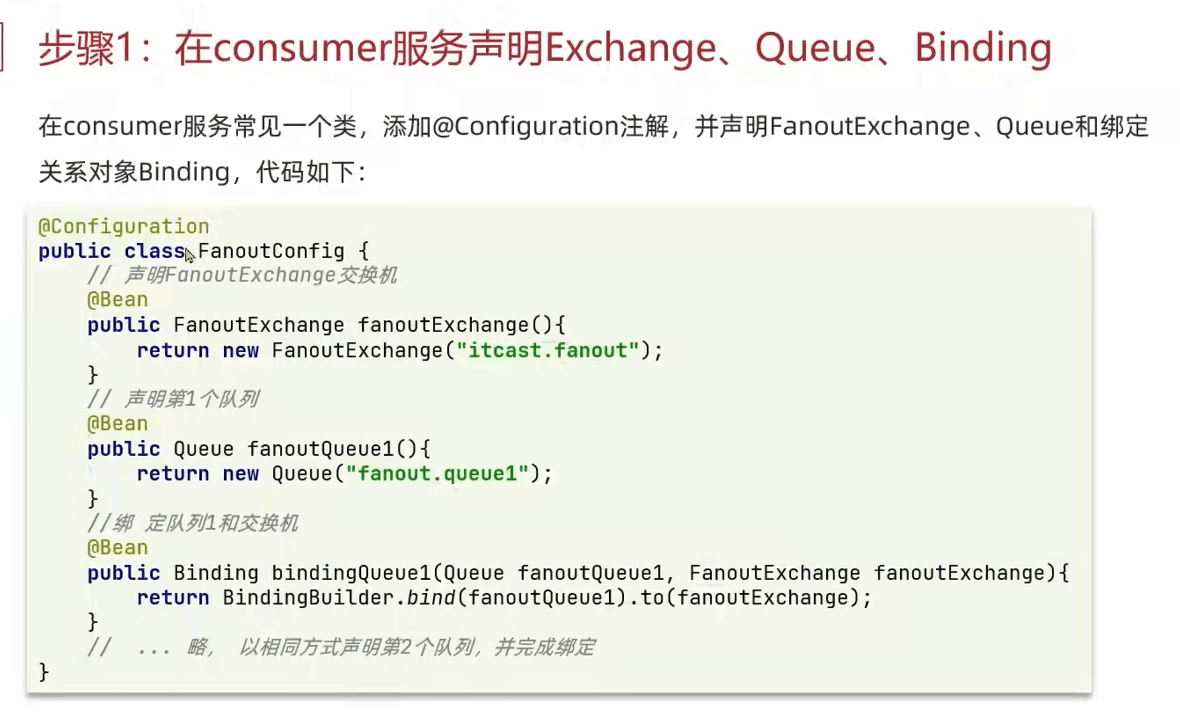 步骤1：在consumer服务声明Exchange、Queue、Binding
在consumer服务常见一个类，添加@Configuration注解，并声明FanoutExchange、Queue和绑定
关系对象Binding，代码如下：
@Configuration
public class FanoutConfig {
    // 声明FanoutExchange交换机
    @Bean
    public FanoutExchange fanoutExchange(){
        return new FanoutExchange("itcast.fanout");
    }
    // 声明第1个队列
    @Bean
    public Queue fanoutQueue1(){
        return new Queue("fanout.queue1");
    }
    //绑 定队列1和交换机
    @Bean
    public Binding bindingQueue1(Queue fanoutQueue1, FanoutExchange fanoutExchange){
        return BindingBuilder.bind(fanoutQueue1).to(fanoutExchange);
    }
    //  ... 略， 以相同方式声明第2个队列，并完成绑定
}